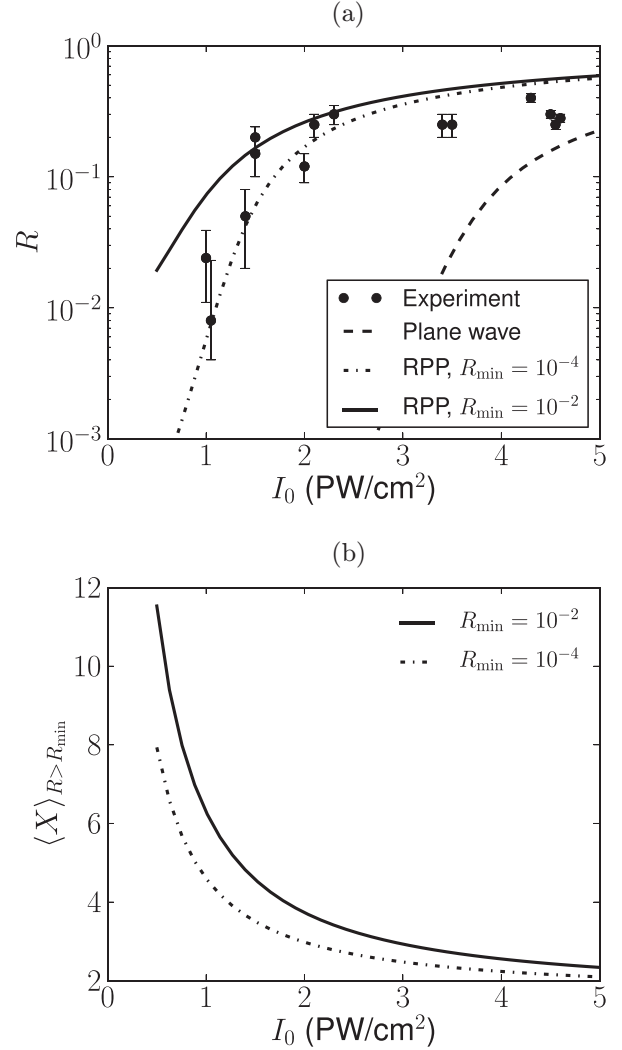 (a)
10^0
10^{-1}
10^{-2}
10^{-3}
R
Experiment
Plane wave
RPP, R_min = 10^{-4}
RPP, R_min = 10^{-2}
0 1 2 3 4 5
I_0 (PW/cm^2)
(b)
12
10
8
6
4
2
⟨X⟩_{R>R_min}
R_min = 10^{-2}
R_min = 10^{-4}
0 1 2 3 4 5
I_0 (PW/cm^2)